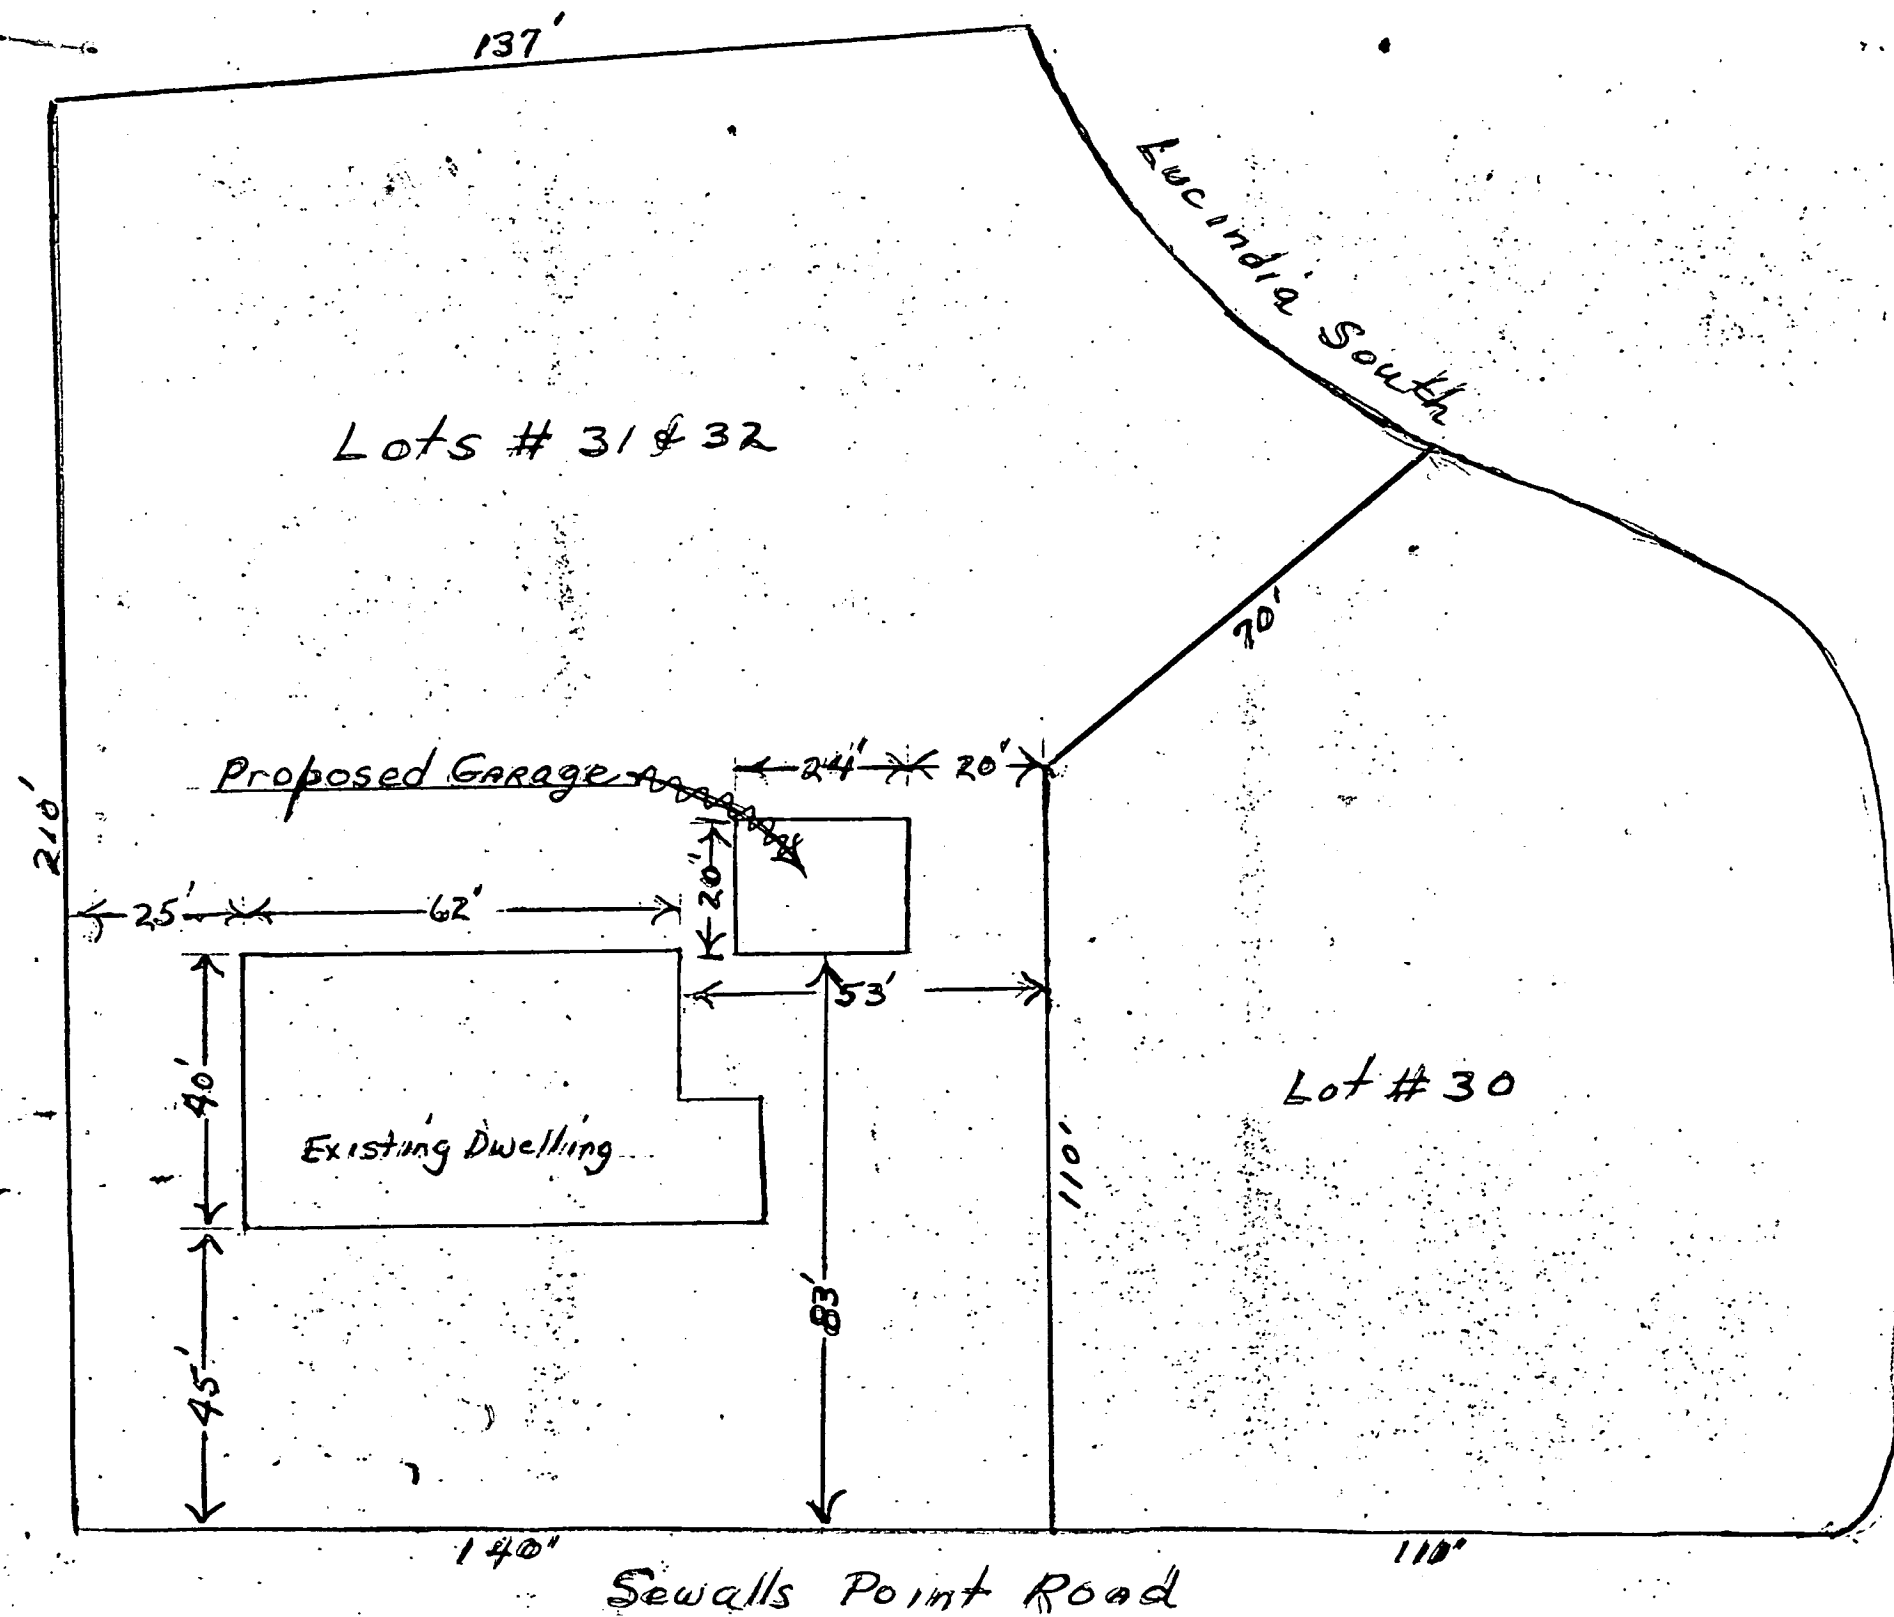 137'
Lucindia South
Lots # 31 & 32
70'
Proposed GARage
24' 20'
20'
210'
25' 62'
53'
40'
Lot # 30
Existing Dwelling
110'
83'
45'
140" 110"
Sewalls Point Road